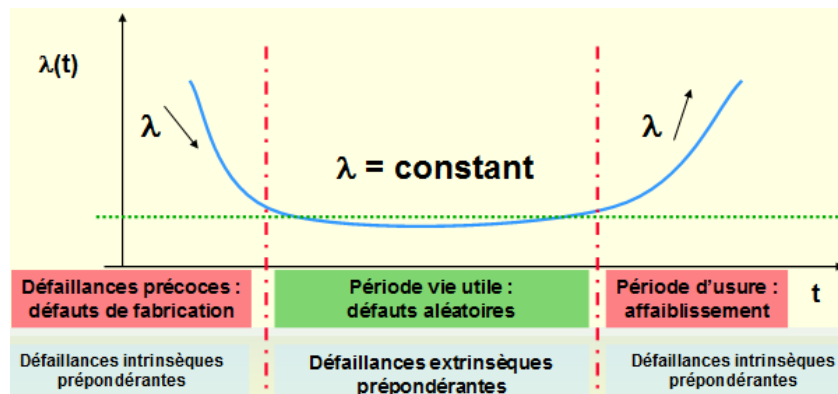 λ(t)
λ
λ = constant
λ
Défaillances précoces :
défauts de fabrication
Période vie utile :
défauts aléatoires
Période d'usure :
affaiblissement
t
Défaillances intrinsèques
prépondérantes
Défaillances extrinsèques
prépondérantes
Défaillances intrinsèques
prépondérantes